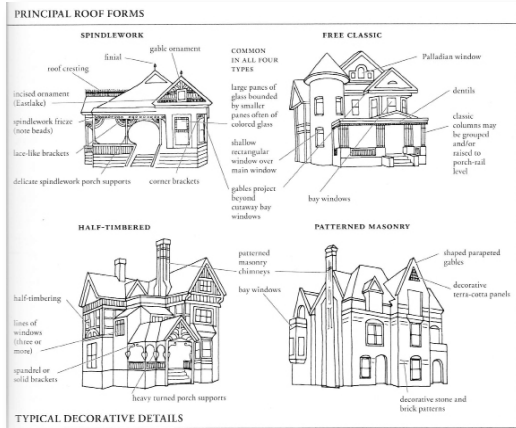 PRINCIPAL ROOF FORMS
SPINDLEWORK
finial
gable ornament
roof cresting
incised ornament
(Eastlake)
spindlework frieze
(note beads)
lace-like brackets
delicate spindlework porch supports
corner brackets
COMMON
IN ALL FOUR
TYPES
large panes of
glass bounded
by smaller
panes often of
colored glass
shallow
rectangular
window over
main window
gables project
beyond
cutaway bay
windows
FREE CLASSIC
Palladian window
dentils
classic
columns may
be grouped
and/or
raised to
porch-rail
level
bay windows
HALF-TIMBERED
half-timbering
lines of
windows
(three or
more)
spandrel or
solid brackets
heavy turned porch supports
patterned
masonry
chimneys
bay windows
PATTERNED MASONRY
shaped parapeted
gables
decorative
terra-cotta panels
decorative stone and
brick patterns
TYPICAL DECORATIVE DETAILS